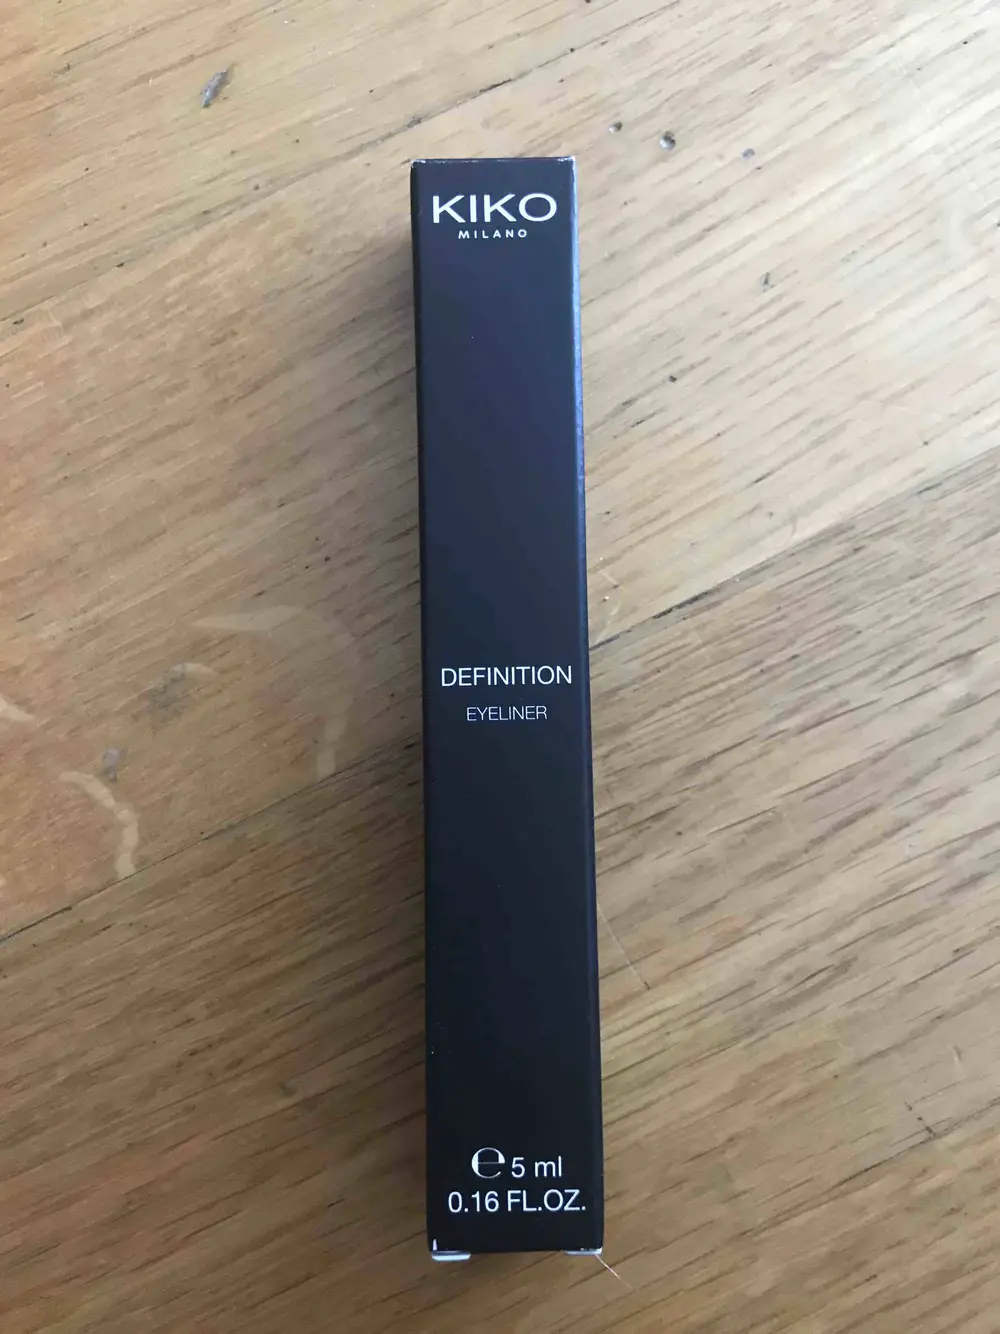 KIKO
MILANO
DEFINITION
EYELINER
℮ 5 ml
0.16 FL.OZ.